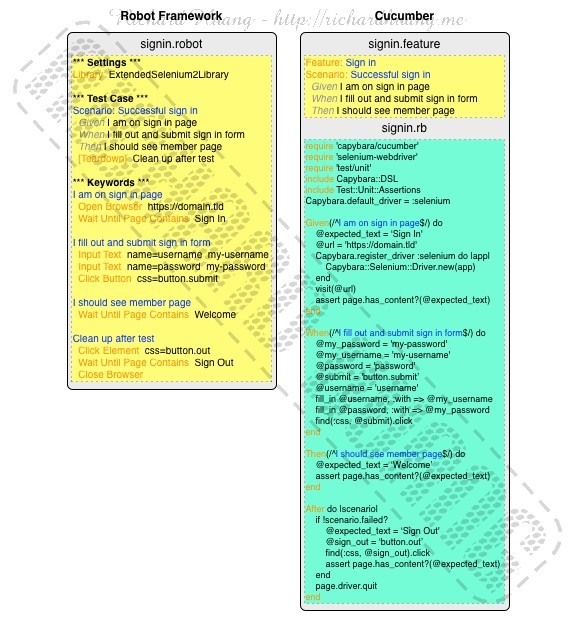 Richard Huang - http://richardhuang.me
Robot Framework
signin.robot
*** Settings ***
Library ExtendedSelenium2Library
*** Test Case ***
Scenario: Successful sign in
Given I am on sign in page
When I fill out and submit sign in form
Then I should see member page
[Teardown] Clean up after test
*** Keywords ***
I am on sign in page
Open Browser https://domain.tld
Wait Until Page Contains Sign In
I fill out and submit sign in form
Input Text name=username my-username
Input Text name=password my-password
Click Button css=button.submit
I should see member page
Wait Until Page Contains Welcome
Clean up after test
Click Element css=button.out
Wait Until Page Contains Sign Out
Close Browser
Cucumber
signin.feature
Feature: Sign in
Scenario: Successful sign in
Given I am on sign in page
When I fill out and submit sign in form
Then I should see member page
signin.rb
require 'capybara/cucumber'
require 'selenium-webdriver'
require 'test/unit'
include Capybara::DSL
include Test::Unit::Assertions
Capybara.default_driver = :selenium
Given(/^I am on sign in page$/) do
@expected_text = 'Sign In'
@url = 'https://domain.tld'
Capybara.register_driver :selenium do |app|
Capybara::Selenium::Driver.new(app)
end
visit(@url)
assert page.has_content?(@expected_text)
end
When(/^I fill out and submit sign in form$/) do
@my_password = 'my-password'
@my_username = 'my-username'
@password = 'password'
@submit = 'button.submit'
@username = 'username'
fill_in @username, :with => @my_username
fill_in @password, :with => @my_password
find(:css, @submit).click
end
Then(/^I should see member page$/) do
@expected_text = 'Welcome'
assert page.has_content?(@expected_text)
end
After do |scenario|
if !scenario.failed?
@expected_text = 'Sign Out'
@sign_out = 'button.out'
find(:css, @sign_out).click
assert page.has_content?(@expected_text)
end
page.driver.quit
end